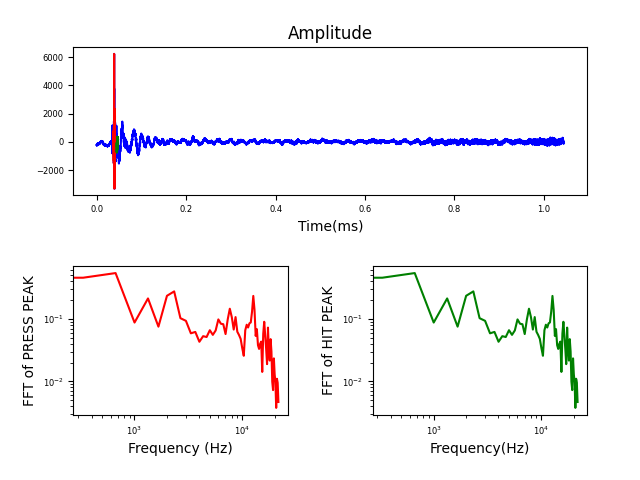 Amplitude
6000
4000
2000
0
−2000
0.0 0.2 0.4 0.6 0.8 1.0
Time(ms)
FFT of PRESS PEAK
10⁻¹
10⁻²
10³ 10⁴
Frequency (Hz)
FFT of HIT PEAK
10⁻¹
10⁻²
10³ 10⁴
Frequency(Hz)